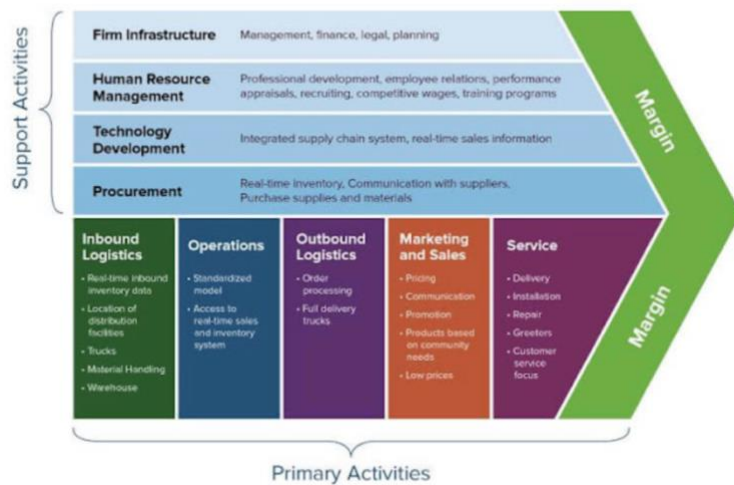 Support Activities
Firm Infrastructure
Management, finance, legal, planning
Human Resource
Management
Professional development, employee relations, performance
appraisals, recruiting, competitive wages, training programs
Technology
Development
Integrated supply chain system, real-time sales information
Procurement
Real-time inventory, Communication with suppliers,
Purchase supplies and materials
Margin
Inbound
Logistics
• Real-time inbound
inventory data
• Location of
distribution
facilities
• Trucks
• Material Handling
• Warehouse
Operations
• Standardized
model
• Access to
real-time sales
and inventory
system
Outbound
Logistics
• Order
processing
• Full delivery
trucks
Marketing
and Sales
• Pricing
• Communication
• Promotion
• Products based
on community
needs
• Low prices
Service
• Delivery
• Installation
• Repair
• Greeters
• Customer
service
focus
Margin
Primary Activities